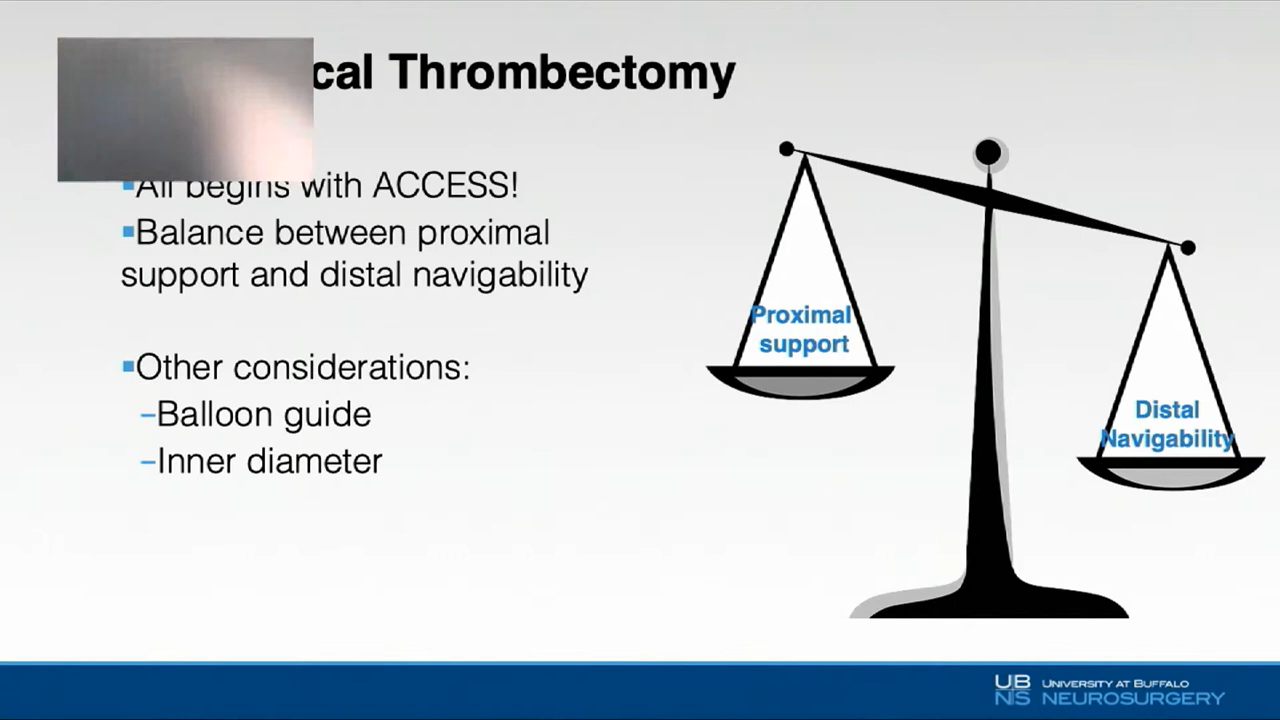 cal Thrombectomy
▪All begins with ACCESS!
▪Balance between proximal
support and distal navigability
▪Other considerations:
–Balloon guide
–Inner diameter
Proximal
support
Distal
Navigability
UB
NS
UNIVERSITY AT BUFFALO
NEUROSURGERY